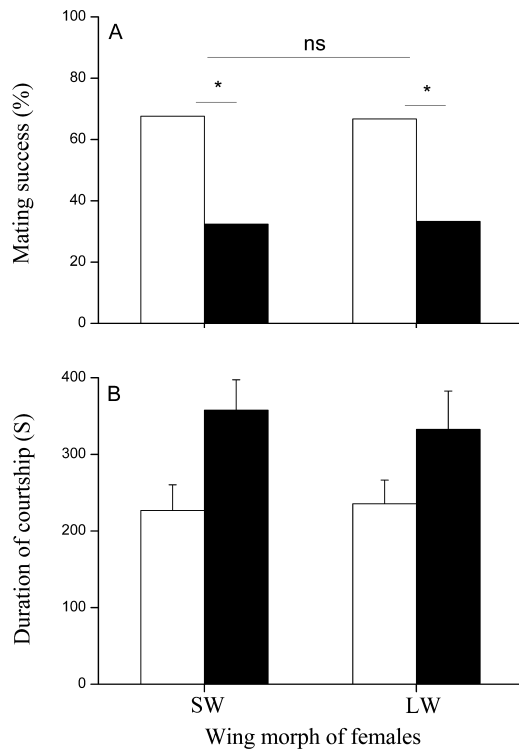 A
ns
*
*
100
80
60
40
20
0
Mating success (%)
B
400
300
200
100
0
Duration of courtship (S)
SW LW
Wing morph of females